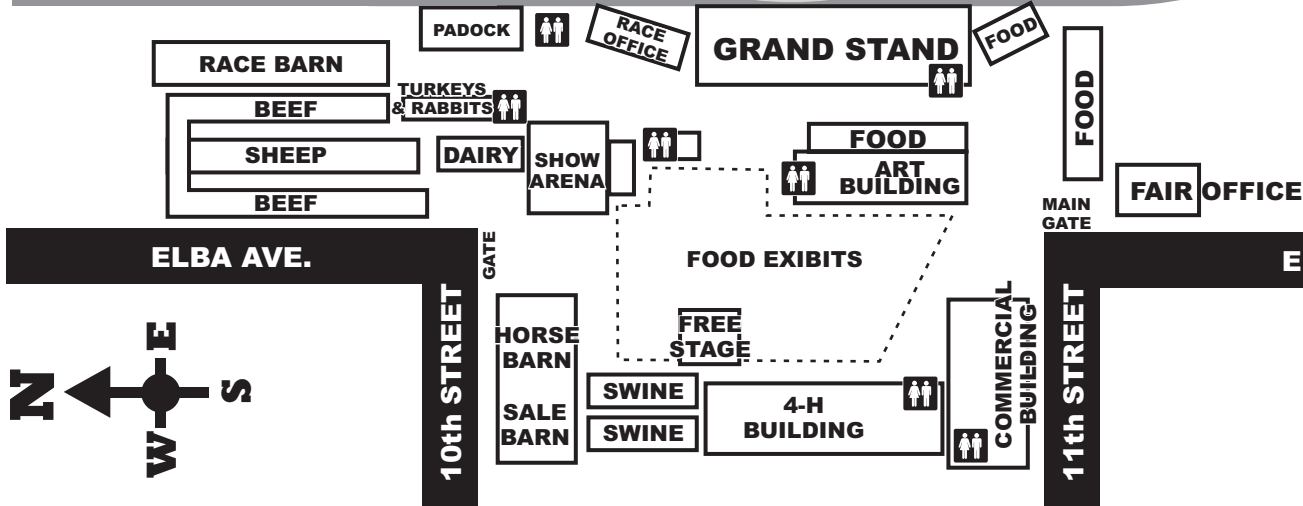 PADOCK
RACE
OFFICE
GRAND STAND
FOOD
RACE BARN
TURKEYS
& RABBITS
BEEF
SHEEP
BEEF
DAIRY
SHOW
ARENA
FOOD
ART
BUILDING
FOOD
FAIR OFFICE
MAIN
GATE
ELBA AVE.
GATE
FOOD EXIBITS
E
10th STREET
HORSE
BARN
SALE
BARN
FREE
STAGE
SWINE
SWINE
4-H
BUILDING
COMMERCIAL
BUILDING
11th STREET
N
E
S
W